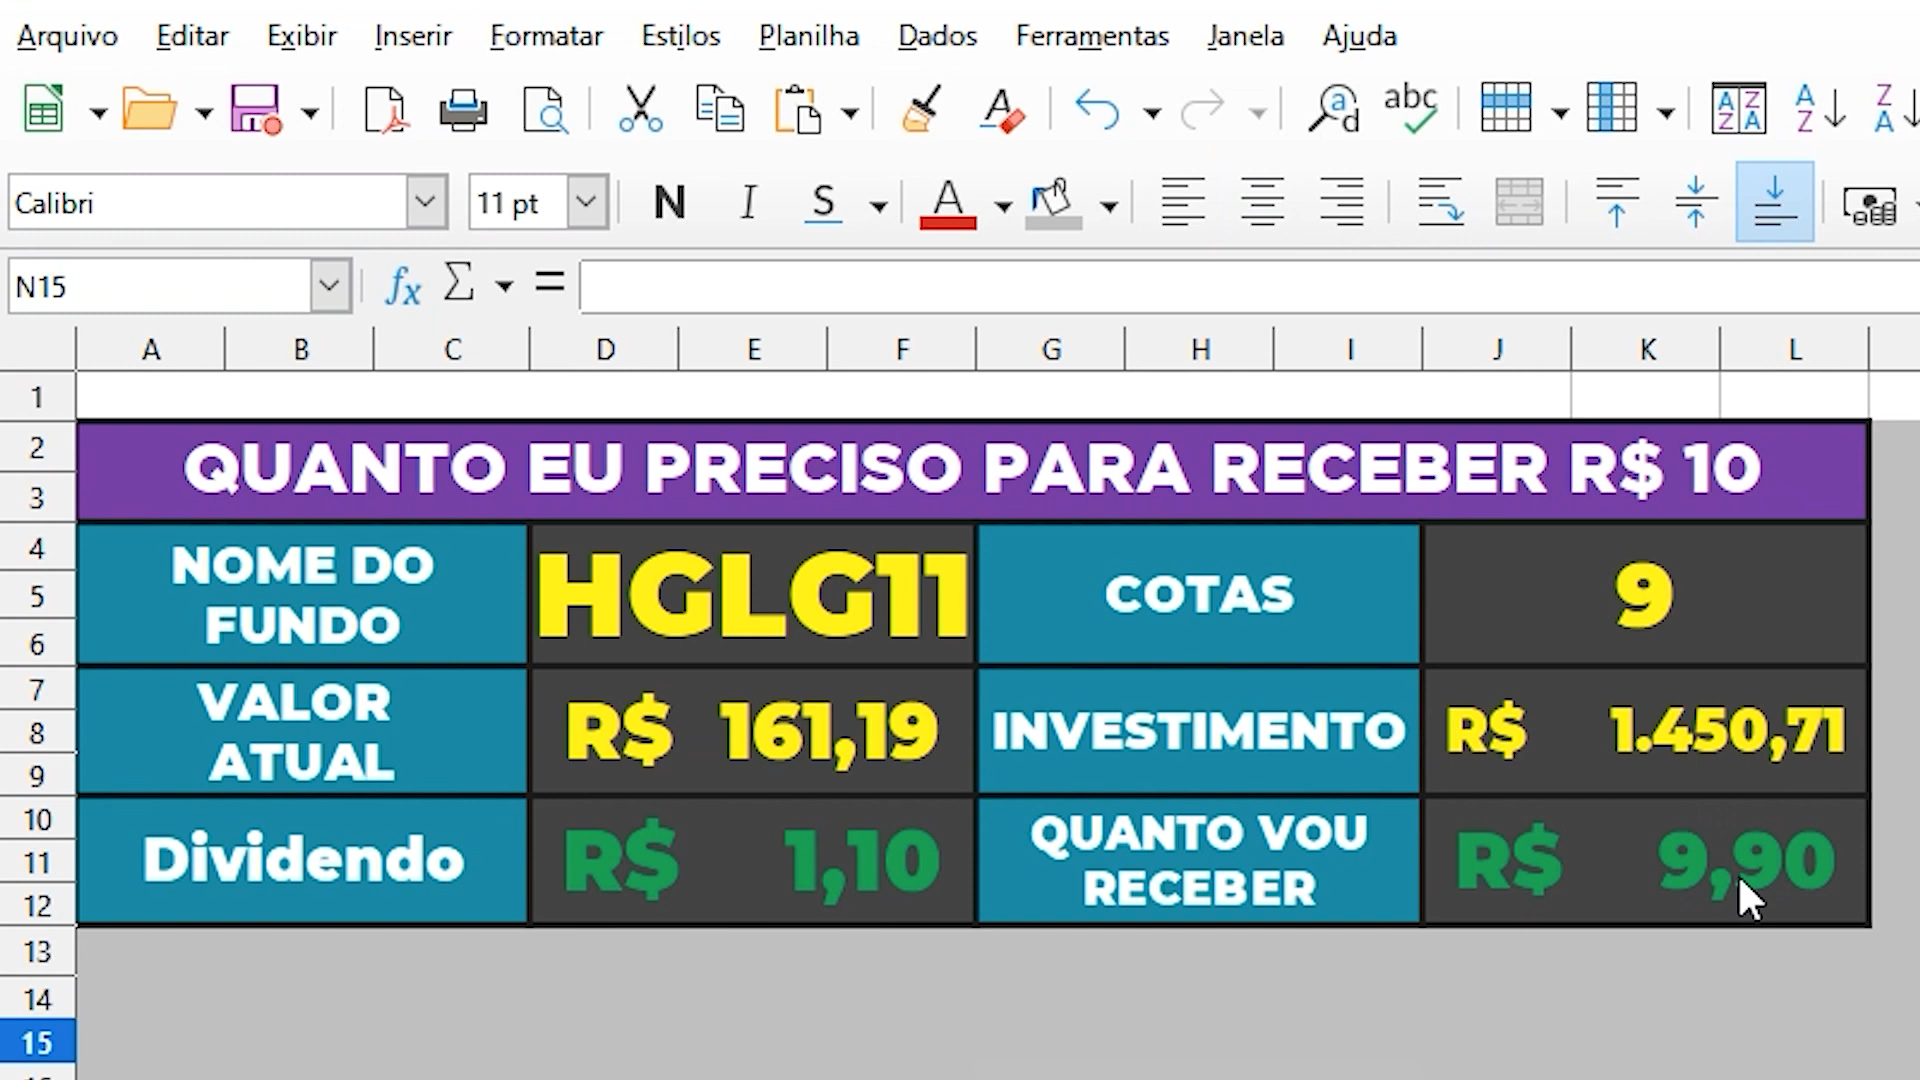 Arquivo Editar Exibir Inserir Formatar Estilos Planilha Dados Ferramentas Janela Ajuda
abc
Calibri 11 pt N I S A
N15 fx Σ =
A B C D E F G H I J K L
1
2 QUANTO EU PRECISO PARA RECEBER R$ 10
3
4 NOME DO
5 FUNDO HGLG11 COTAS 9
6
7 VALOR
8 ATUAL R$ 161,19 INVESTIMENTO R$ 1.450,71
9
10 QUANTO VOU
11 Dividendo R$ 1,10 RECEBER R$ 9,90
12
13
14
15